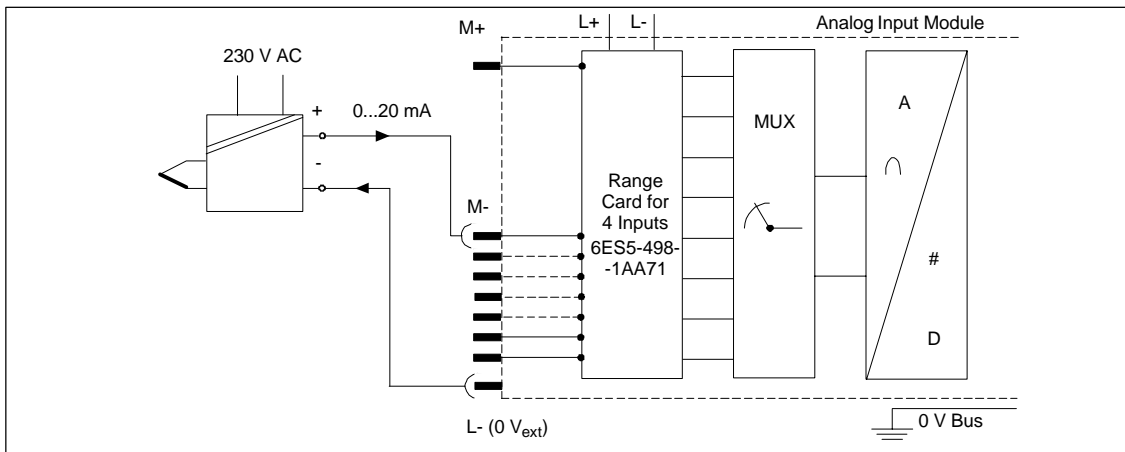 M+
L+
L-
Analog Input Module
230 V AC
+
0...20 mA
-
M-
Range
Card for
4 Inputs
6ES5-498-
-1AA71
MUX
A
#
D
L- (0 Vext)
0 V Bus